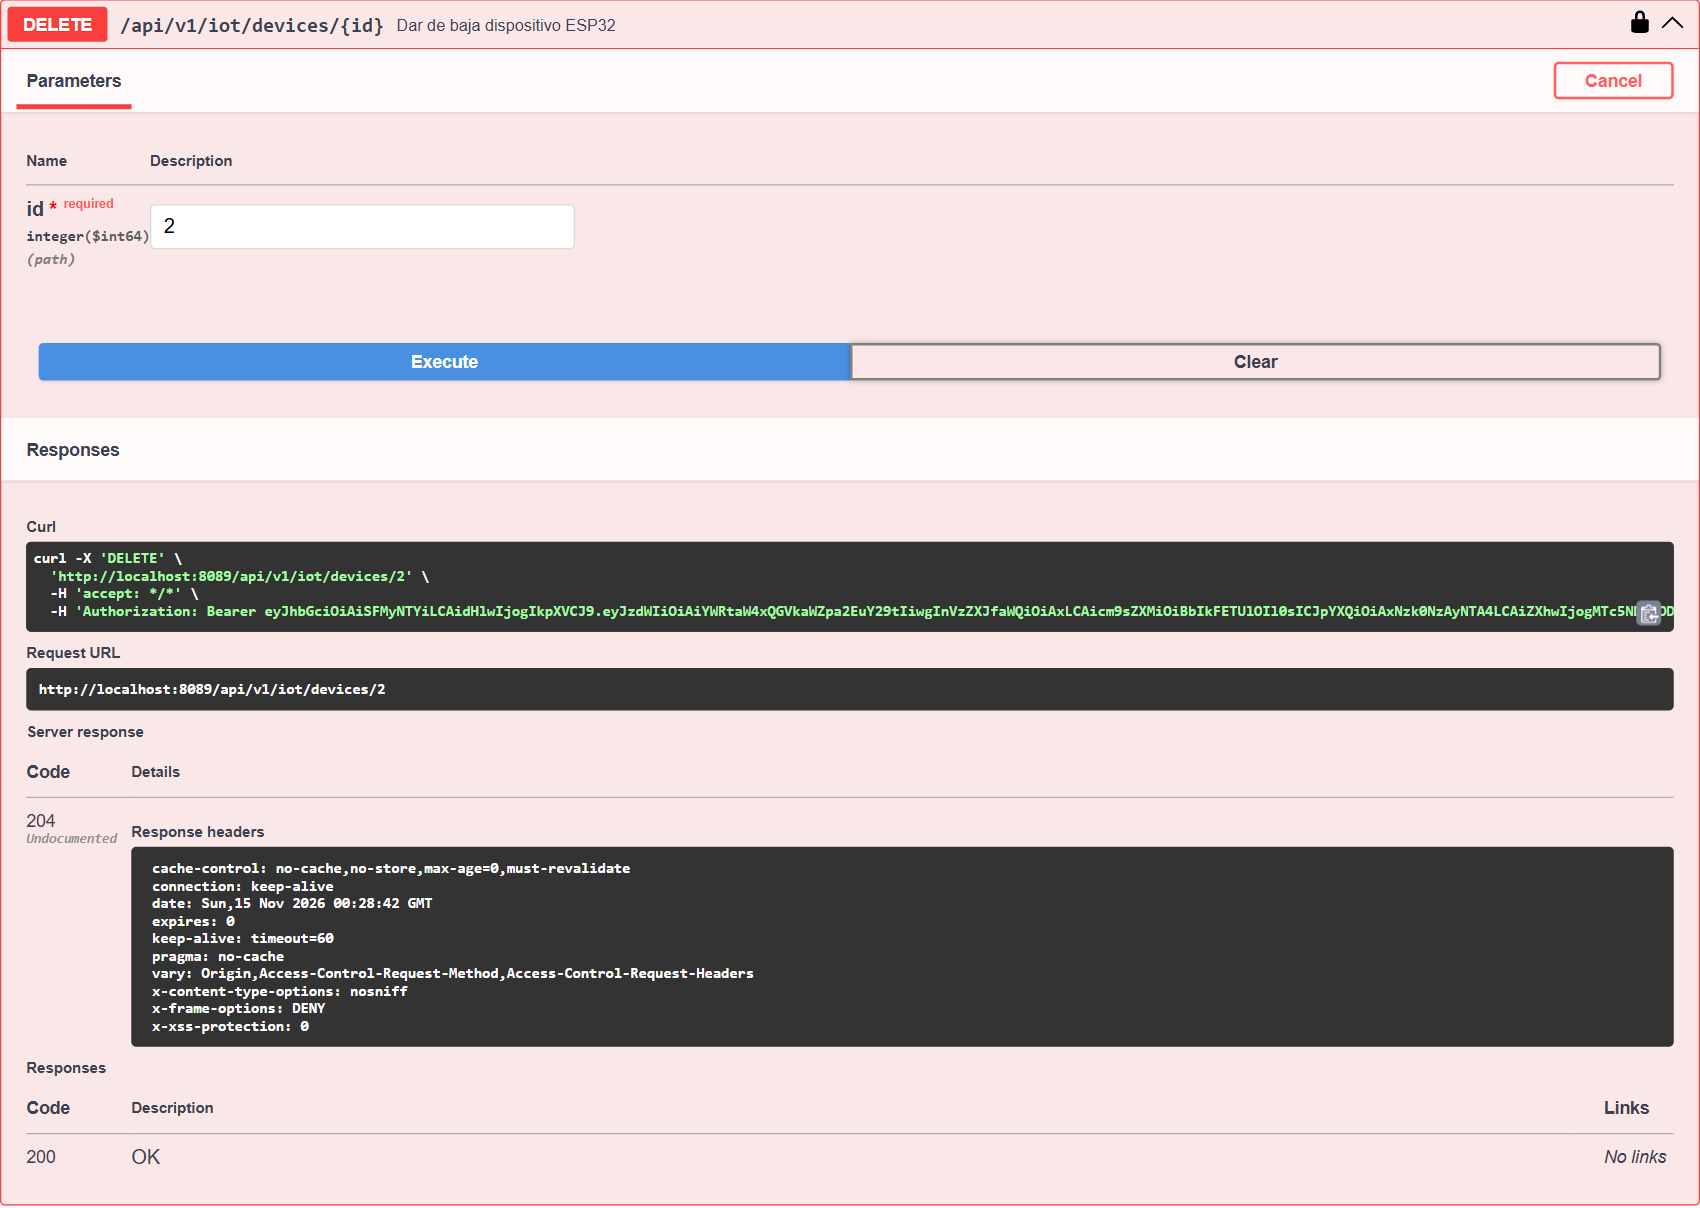 DELETE /api/v1/iot/devices/{id} Dar de baja dispositivo ESP32
Parameters
Cancel
Name Description
id * required
integer($int64)
(path)
2
Execute Clear
Responses
Curl
curl -X 'DELETE' \
'http://localhost:8089/api/v1/iot/devices/2' \
-H 'accept: */*' \
-H 'Authorization: Bearer
Request URL
http://localhost:8089/api/v1/iot/devices/2
Server response
Code Details
204
Undocumented
Response headers
cache-control: no-cache,no-store,max-age=0,must-revalidate
connection: keep-alive
date: Sun,15 Nov 2026 00:28:42 GMT
expires: 0
keep-alive: timeout=60
pragma: no-cache
vary: Origin,Access-Control-Request-Method,Access-Control-Request-Headers
x-content-type-options: nosniff
x-frame-options: DENY
x-xss-protection: 0
Responses
Code Description Links
200 OK No links